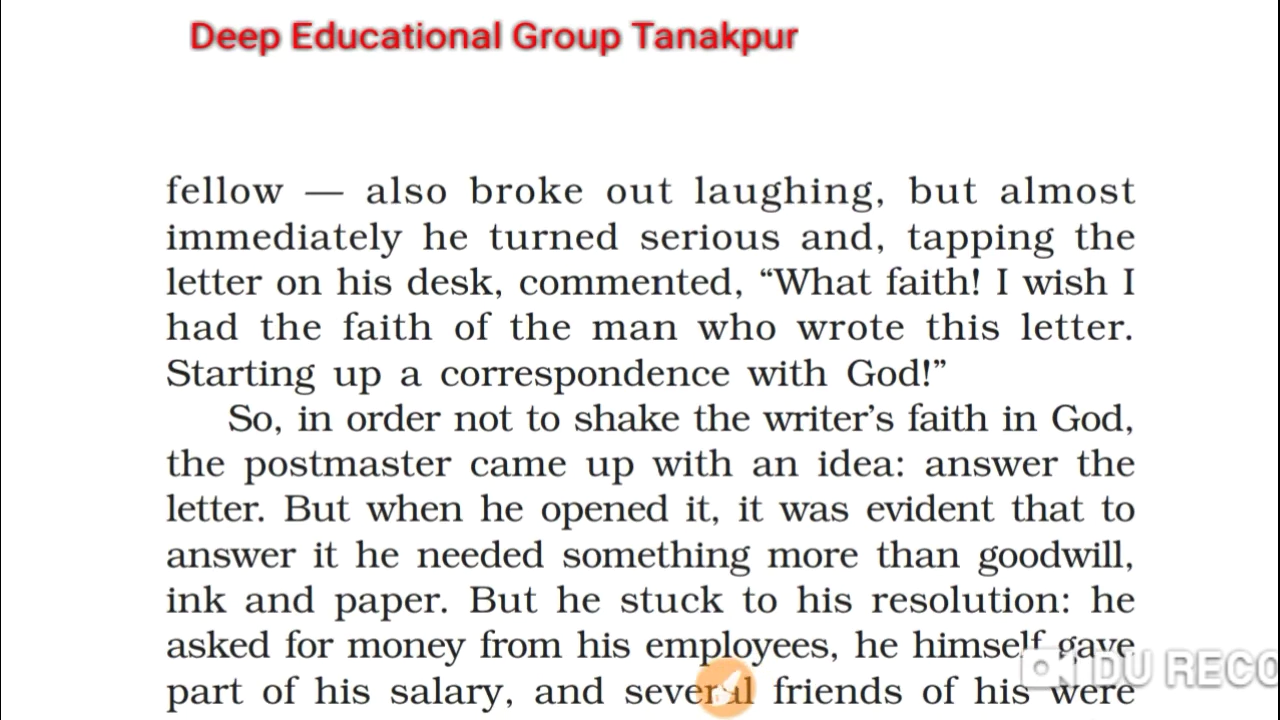 Deep Educational Group Tanakpur
fellow — also broke out laughing, but almost
immediately he turned serious and, tapping the
letter on his desk, commented, “What faith! I wish I
had the faith of the man who wrote this letter.
Starting up a correspondence with God!”
So, in order not to shake the writer’s faith in God,
the postmaster came up with an idea: answer the
letter. But when he opened it, it was evident that to
answer it he needed something more than goodwill,
ink and paper. But he stuck to his resolution: he
asked for money from his employees, he himself gave
part of his salary, and several friends of his were
DU RECO